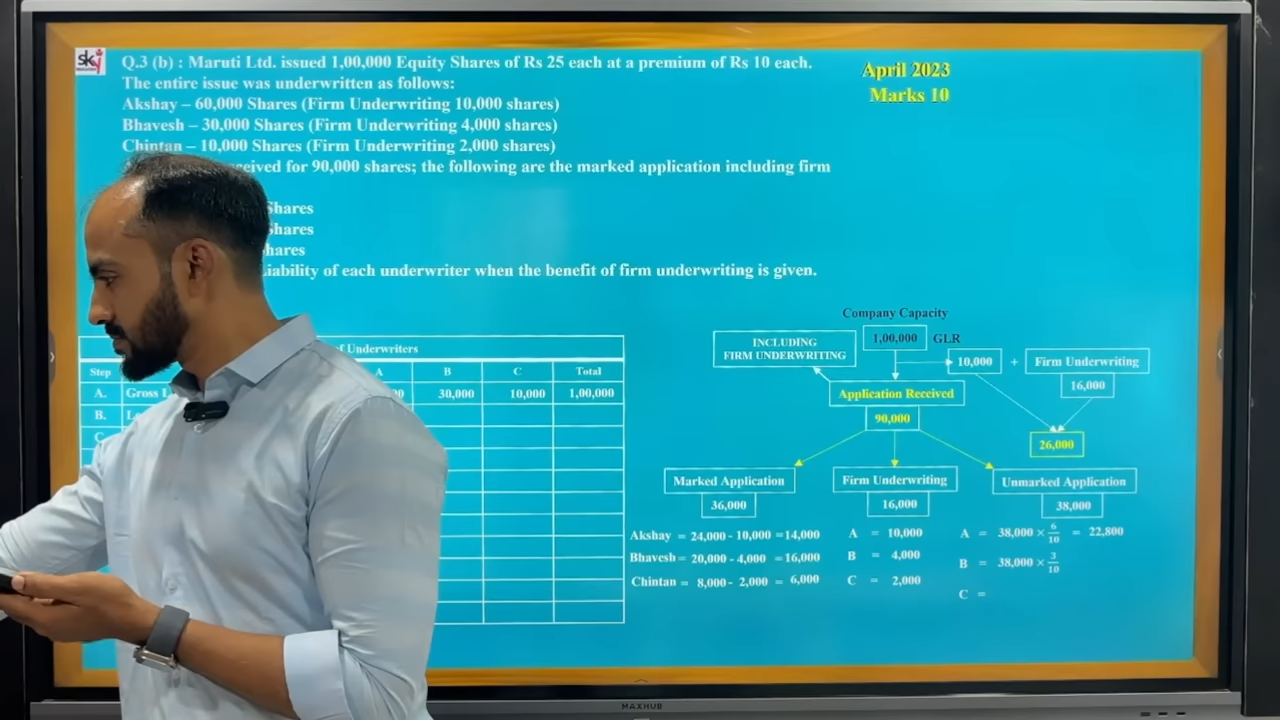 sk
Q.3 (b) : Maruti Ltd. issued 1,00,000 Equity Shares of Rs 25 each at a premium of Rs 10 each.
The entire issue was underwritten as follows:
Akshay – 60,000 Shares (Firm Underwriting 10,000 shares)
Bhavesh – 30,000 Shares (Firm Underwriting 4,000 shares)
Chintan – 10,000 Shares (Firm Underwriting 2,000 shares)
for 90,000 shares; the following are the marked application including firm
Shares
Shares
Liability of each underwriter when the benefit of firm underwriting is given.
April 2023
Marks 10
of Underwriters
Step A B C Total
A. Gross 30,000 10,000 1,00,000
B.
Company Capacity
1,00,000 GLR
INCLUDING
FIRM UNDERWRITING
10,000 + Firm Underwriting
16,000
Application Received
90,000
26,000
Marked Application
36,000
Akshay = 24,000 - 10,000 = 14,000
Bhavesh = 20,000 - 4,000 = 16,000
Chintan = 8,000 - 2,000 = 6,000
Firm Underwriting
16,000
A = 10,000
B = 4,000
C = 2,000
Unmarked Application
38,000
A = 38,000 × 6/10 = 22,800
B = 38,000 × 3/10
C =
MAXHUB